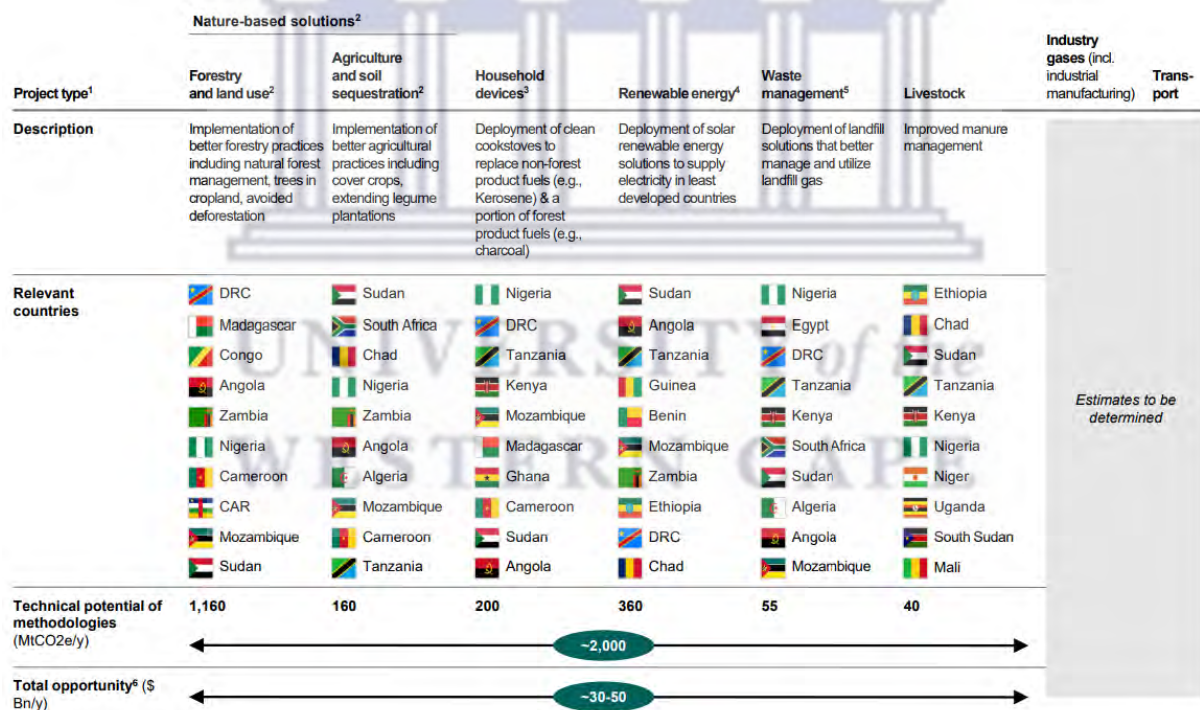 Nature-based solutions²
Project type¹
Forestry
and land use²
Agriculture
and soil
sequestration²
Household
devices³
Renewable energy⁴
Waste
management⁵
Livestock
Industry
gases (incl.
industrial
manufacturing)
Trans-
port
Description
Implementation of
better forestry practices
including natural forest
management, trees in
cropland, avoided
deforestation
Implementation of
better agricultural
practices including
cover crops,
extending legume
plantations
Deployment of clean
cookstoves to
replace non-forest
product fuels (e.g.,
Kerosene) & a
portion of forest
product fuels (e.g.,
charcoal)
Deployment of solar
renewable energy
solutions to supply
electricity in least
developed countries
Deployment of landfill
solutions that better
manage and utilize
landfill gas
Improved manure
management
Relevant
countries
DRC
Madagascar
Congo
Angola
Zambia
Nigeria
Cameroon
CAR
Mozambique
Sudan
Sudan
South Africa
Chad
Nigeria
Zambia
Angola
Algeria
Mozambique
Cameroon
Tanzania
Nigeria
DRC
Tanzania
Kenya
Mozambique
Madagascar
Ghana
Cameroon
Sudan
Angola
Sudan
Angola
Tanzania
Guinea
Benin
Mozambique
Zambia
Ethiopia
DRC
Chad
Nigeria
Egypt
DRC
Tanzania
Kenya
South Africa
Sudan
Algeria
Angola
Mozambique
Ethiopia
Chad
Sudan
Tanzania
Kenya
Nigeria
Niger
Uganda
South Sudan
Mali
Estimates to be
determined
UNIVERSITY of the
WESTERN CAPE
Technical potential of
methodologies
(MtCO2e/y)
1,160
160
200
360
55
40
~2,000
Total opportunity⁶ ($
Bn/y)
~30-50